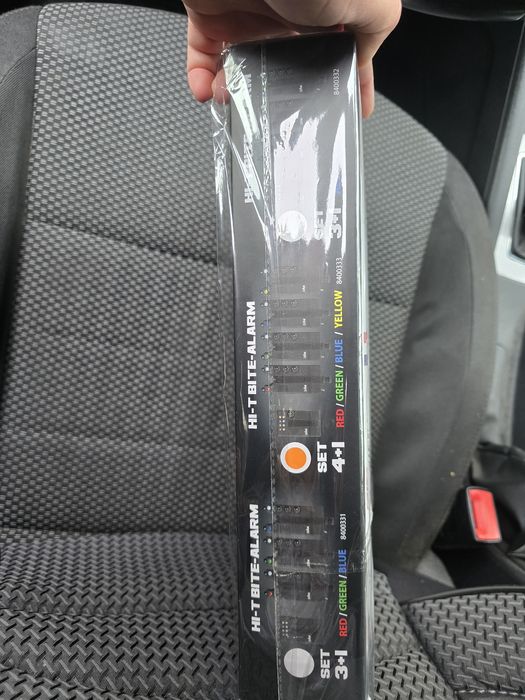 HI-T BITE-ALARM
SET
3+1
RED / GREEN / BLUE
8400331
HI-T BITE-ALARM
SET
4+1
RED / GREEN / BLUE / YELLOW
8400333
SET
3+1
8400332